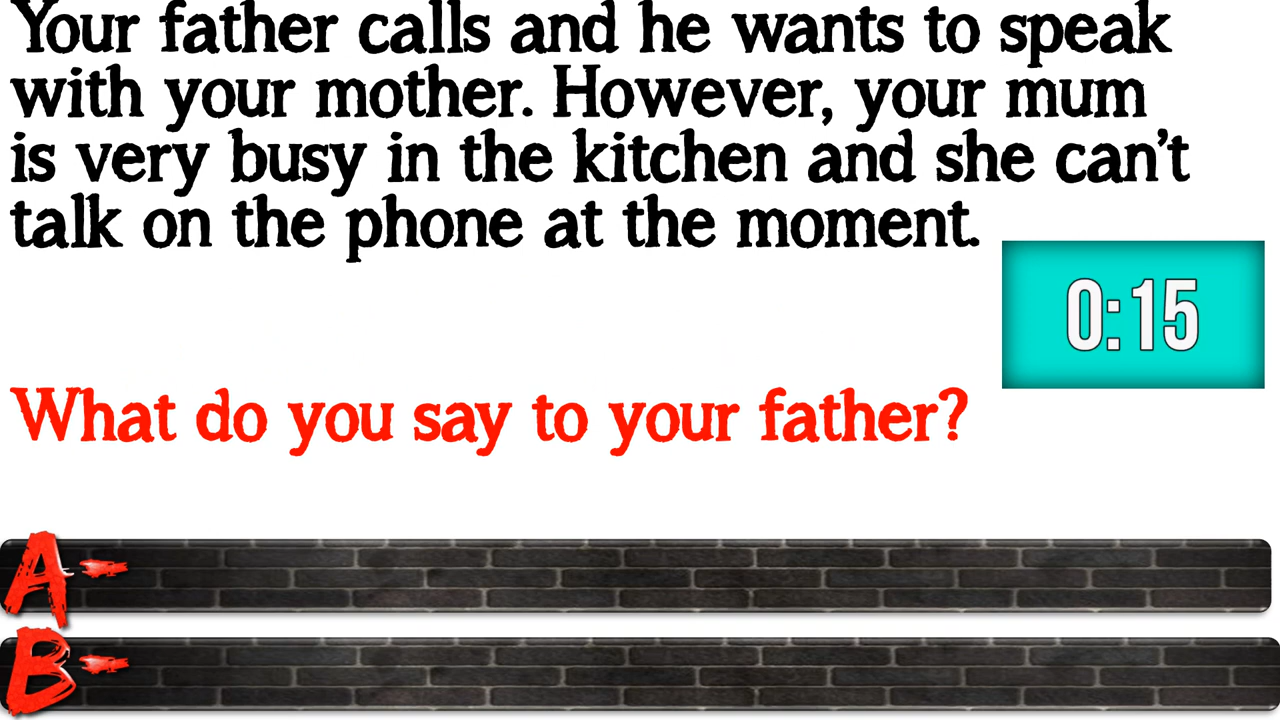 Your father calls and he wants to speak
with your mother. However, your mum
is very busy in the kitchen and she can't
talk on the phone at the moment.
0:15
What do you say to your father?
A-
B-